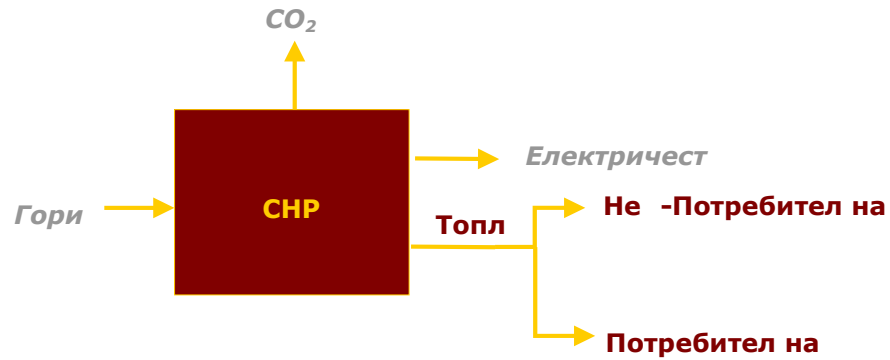 CO2
Електричест
Гори
CHP
Топл
Не -Потребител на
Потребител на